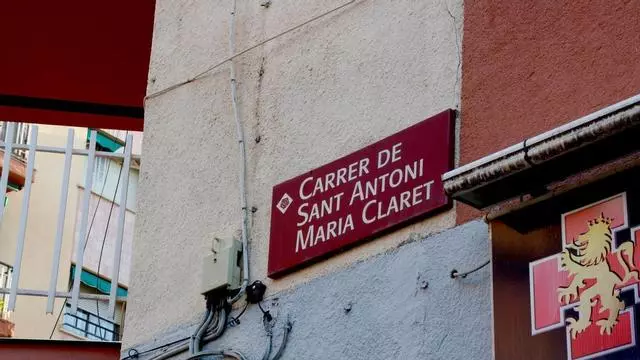 CARRER DE
SANT ANTONI
MARIA CLARET